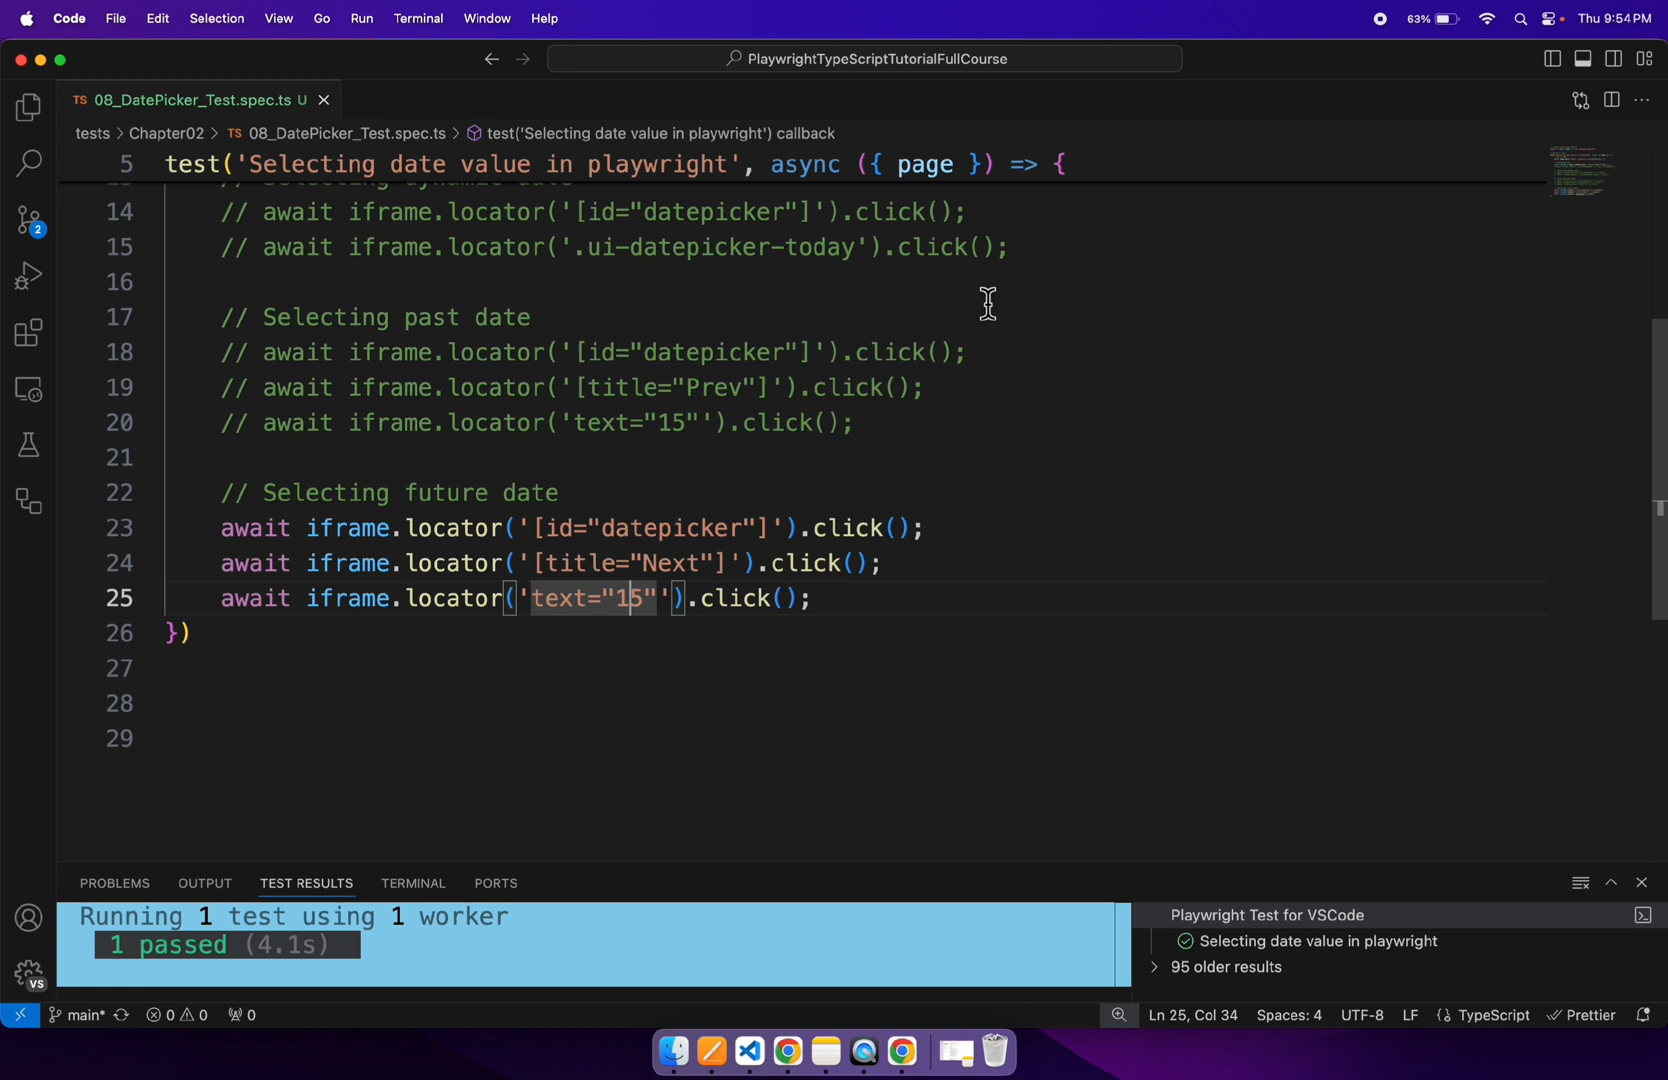 Code File Edit Selection View Go Run Terminal Window Help 63% Thu 9:54 PM
PlaywrightTypeScriptTutorialFullCourse
TS 08_DatePicker_Test.spec.ts U
tests > Chapter02 > TS 08_DatePicker_Test.spec.ts > test('Selecting date value in playwright') callback
5 test('Selecting date value in playwright', async ({ page }) => {
// Selecting dynamic date
14 // await iframe.locator('[id="datepicker"]').click();
15 // await iframe.locator('.ui-datepicker-today').click();
16
17 // Selecting past date
18 // await iframe.locator('[id="datepicker"]').click();
19 // await iframe.locator('[title="Prev"]').click();
20 // await iframe.locator('text="15"').click();
21
22 // Selecting future date
23 await iframe.locator('[id="datepicker"]').click();
24 await iframe.locator('[title="Next"]').click();
25 await iframe.locator('text="15"').click();
26 })
27
28
29
2
PROBLEMS OUTPUT TEST RESULTS TERMINAL PORTS
Running 1 test using 1 worker
1 passed (4.1s)
Playwright Test for VSCode
Selecting date value in playwright
95 older results
VS
main* 0 0 0 Ln 25, Col 34 Spaces: 4 UTF-8 LF {} TypeScript Prettier